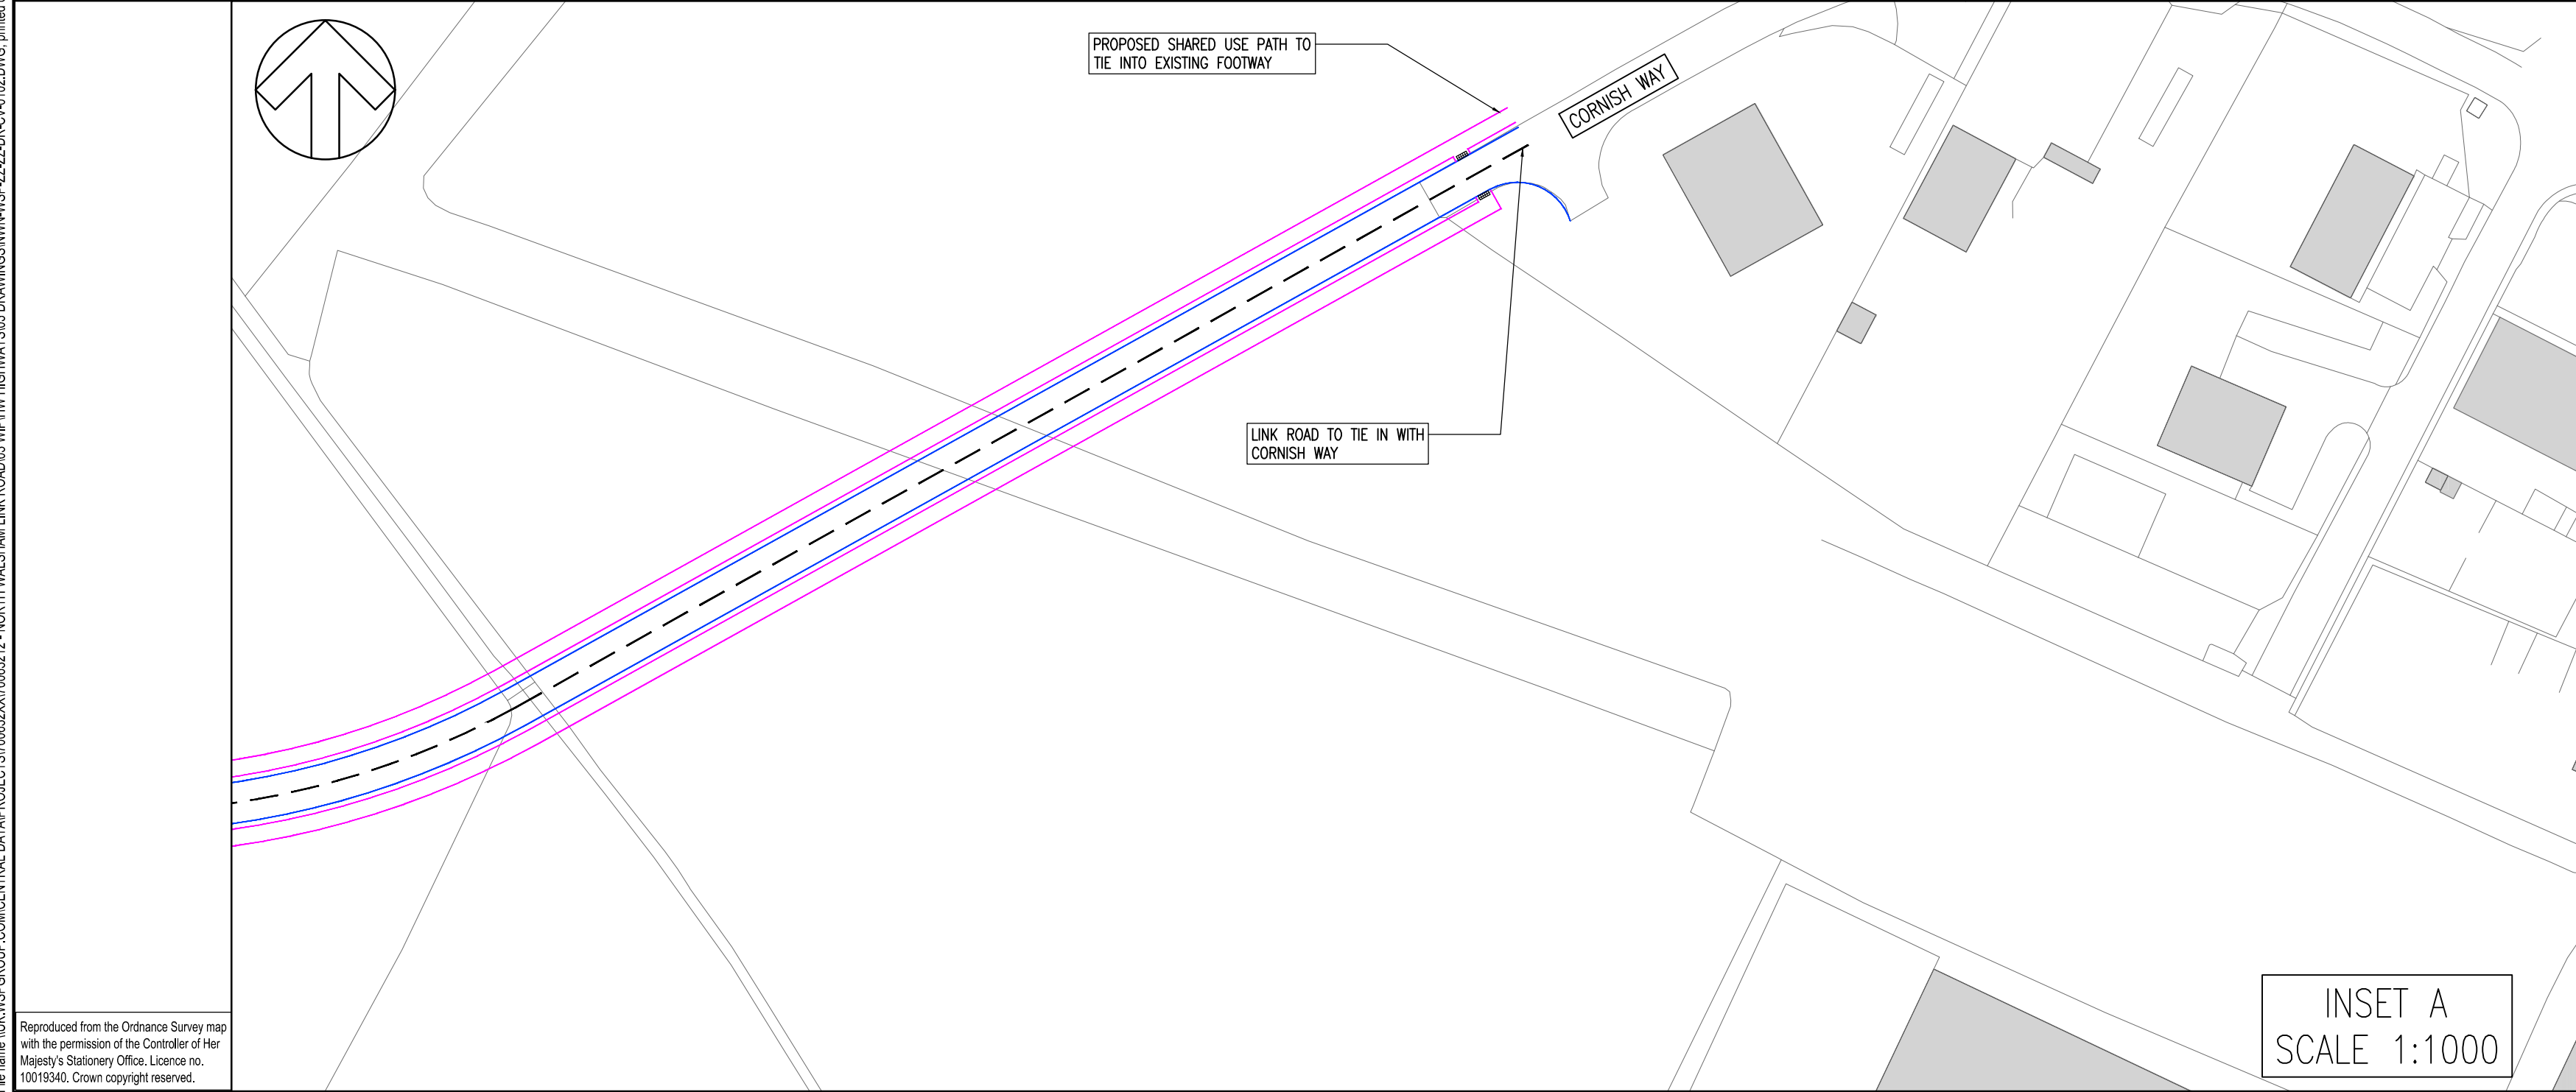 PROPOSED SHARED USE PATH TO
TIE INTO EXISTING FOOTWAY
CORNISH WAY
LINK ROAD TO TIE IN WITH
CORNISH WAY
Reproduced from the Ordnance Survey map
with the permission of the Controller of Her
Majesty's Stationery Office. Licence no.
10019340. Crown copyright reserved.
INSET A
SCALE 1:1000